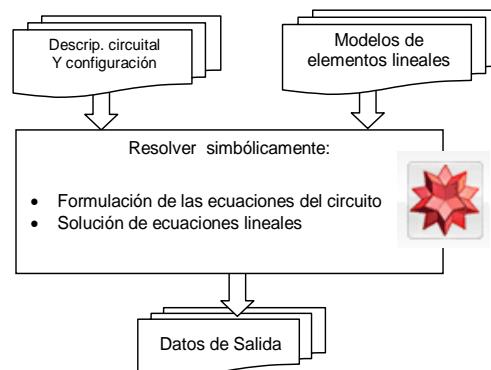 Descrip. circuital
Y configuración
Modelos de
elementos lineales
Resolver simbólicamente:
• Formulación de las ecuaciones del circuito
• Solución de ecuaciones lineales
Datos de Salida